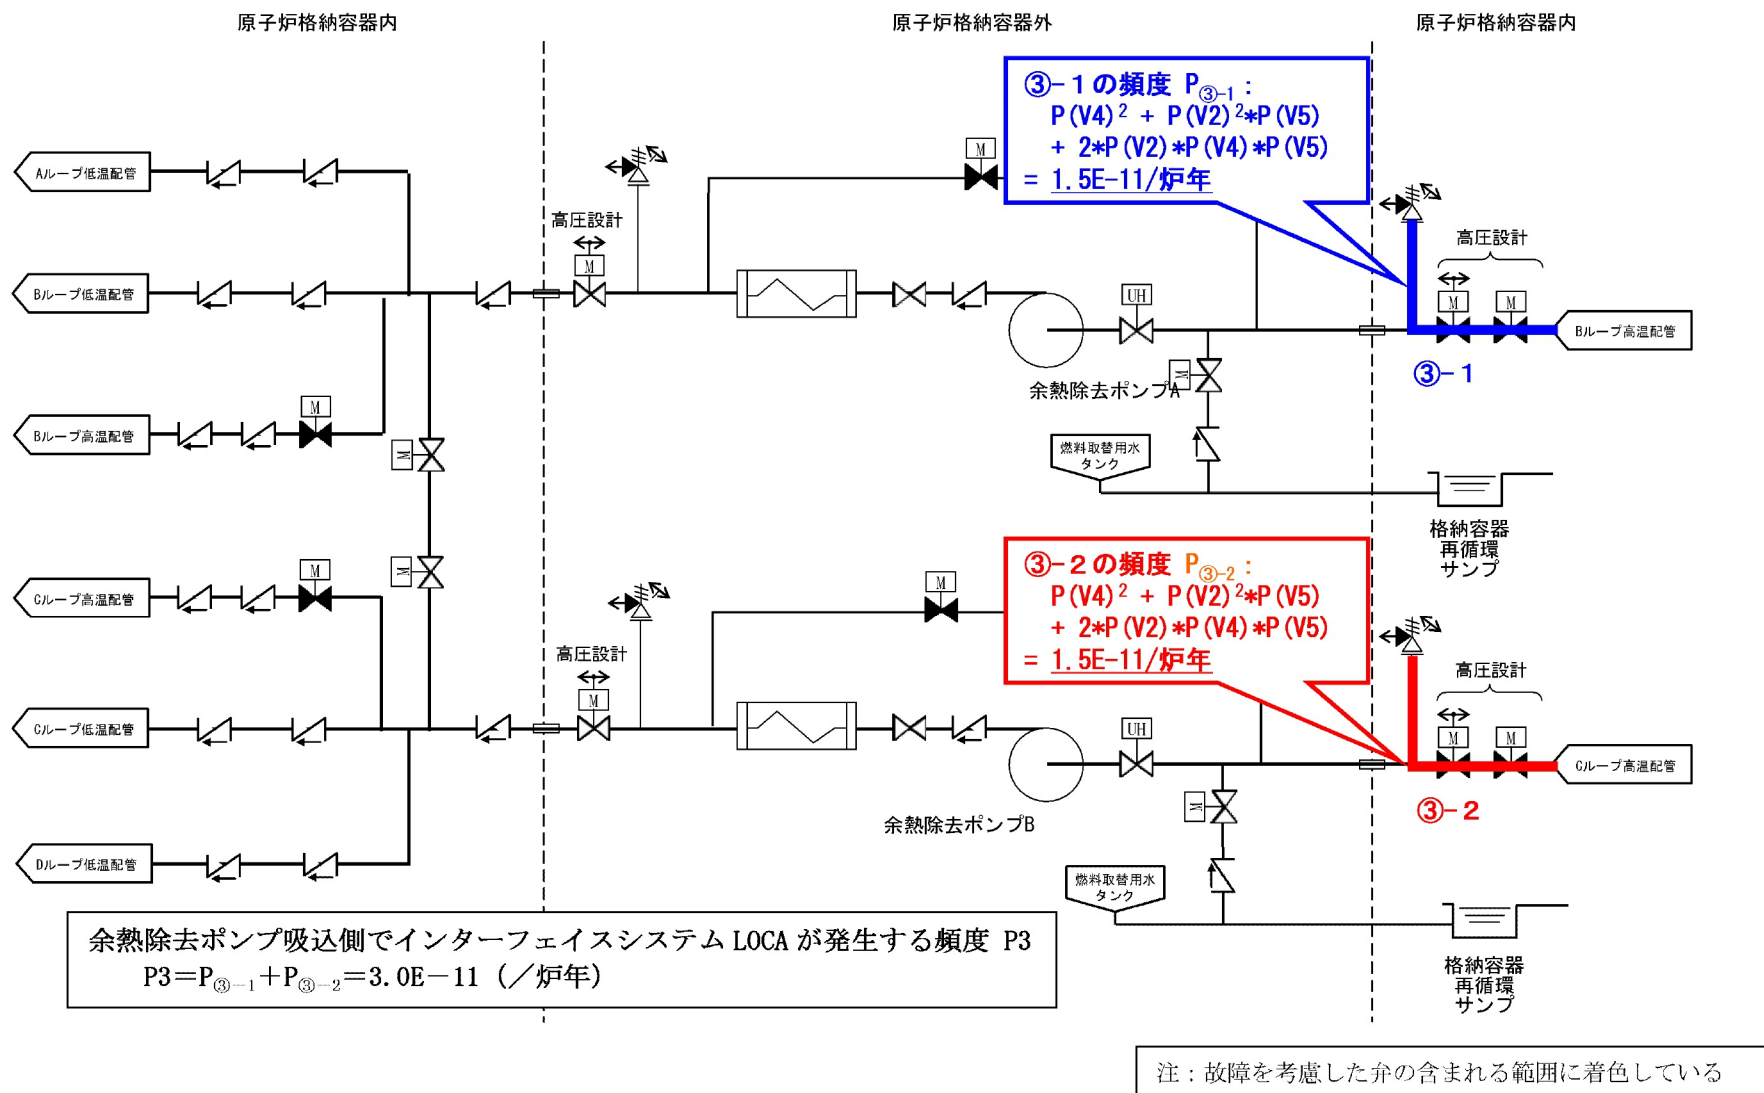 原子炉格納容器内
原子炉格納容器外
原子炉格納容器内
③-1の頻度 P③-1：
P(V4)² + P(V2)²*P(V5)
+ 2*P(V2)*P(V4)*P(V5)
= 1.5E-11/炉年
M
Aループ低温配管
高圧設計
M
高圧設計
M
M
Bループ低温配管
UH
Bループ高温配管
③-1
余熱除去ポンプA
M
M
Bループ高温配管
M
燃料取替用水
タンク
格納容器
再循環
サンプ
③-2の頻度 P③-2：
P(V4)² + P(V2)²*P(V5)
+ 2*P(V2)*P(V4)*P(V5)
= 1.5E-11/炉年
M
M
M
Cループ高温配管
高圧設計
M
高圧設計
M
M
Cループ低温配管
UH
Cループ高温配管
③-2
余熱除去ポンプB
M
Dループ低温配管
燃料取替用水
タンク
格納容器
再循環
サンプ
余熱除去ポンプ吸込側でインターフェイスシステム LOCA が発生する頻度 P3
P3＝P③－1＋P③－2＝3.0E－11（／炉年）
注：故障を考慮した弁の含まれる範囲に着色している